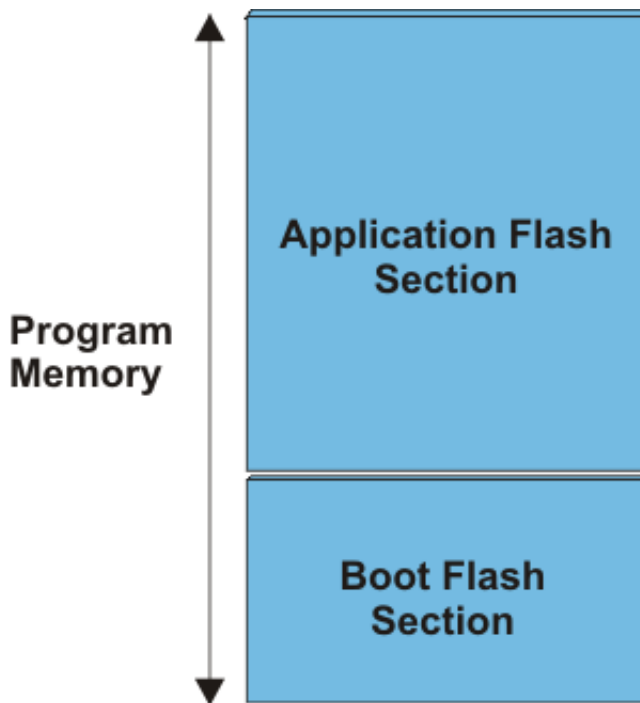 Application Flash
Section
Program
Memory
Boot Flash
Section